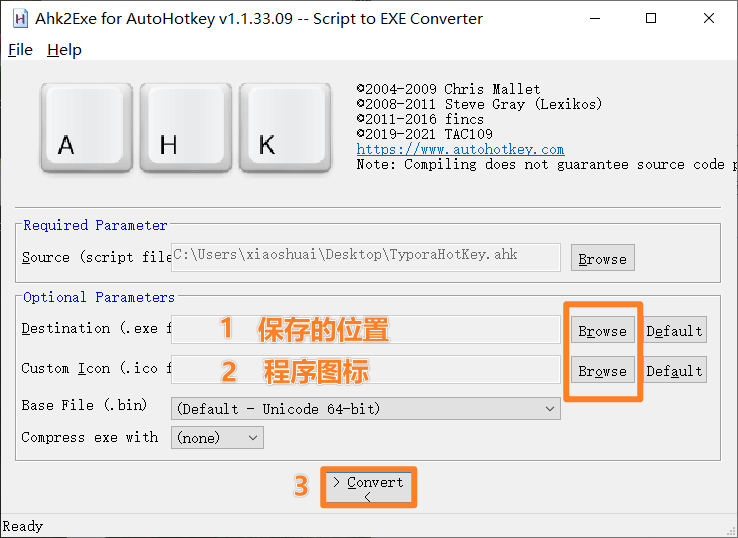 Ahk2Exe for AutoHotkey v1.1.33.09 -- Script to EXE Converter
File Help
A H K
©2004-2009 Chris Mallet
©2008-2011 Steve Gray (Lexikos)
©2011-2016 fincs
©2019-2021 TAC109
https://www.autohotkey.com
Note: Compiling does not guarantee source code p
Required Parameter
Source (script file C:\Users\xiaoshuai\Desktop\TyporaHotKey.ahk Browse
Optional Parameters
Destination (.exe f 1 保存的位置 Browse Default
Custom Icon (.ico f 2 程序图标 Browse Default
Base File (.bin) (Default - Unicode 64-bit)
Compress exe with (none)
3 > Convert
<
Ready